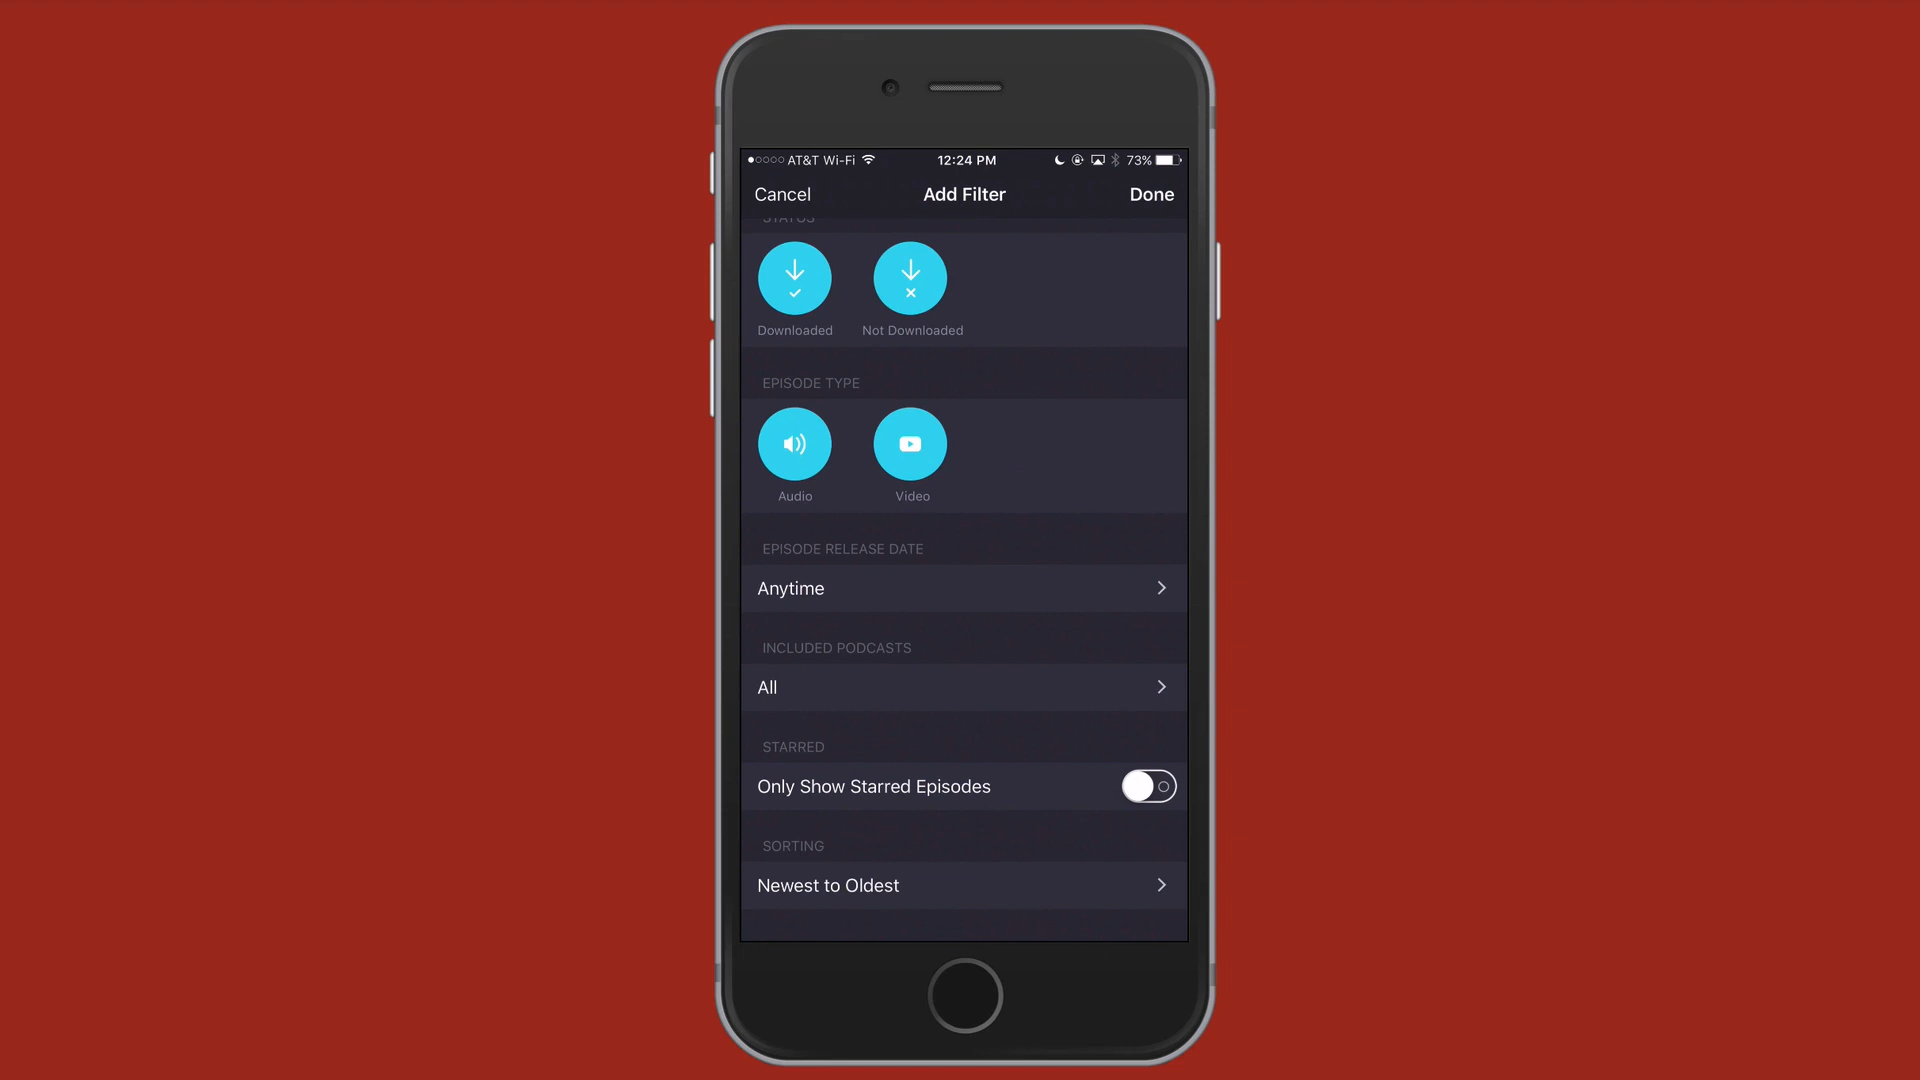 AT&T Wi-Fi 12:24 PM 73%
Cancel Add Filter Done
STATUS
Downloaded Not Downloaded
EPISODE TYPE
Audio Video
EPISODE RELEASE DATE
Anytime
INCLUDED PODCASTS
All
STARRED
Only Show Starred Episodes
SORTING
Newest to Oldest